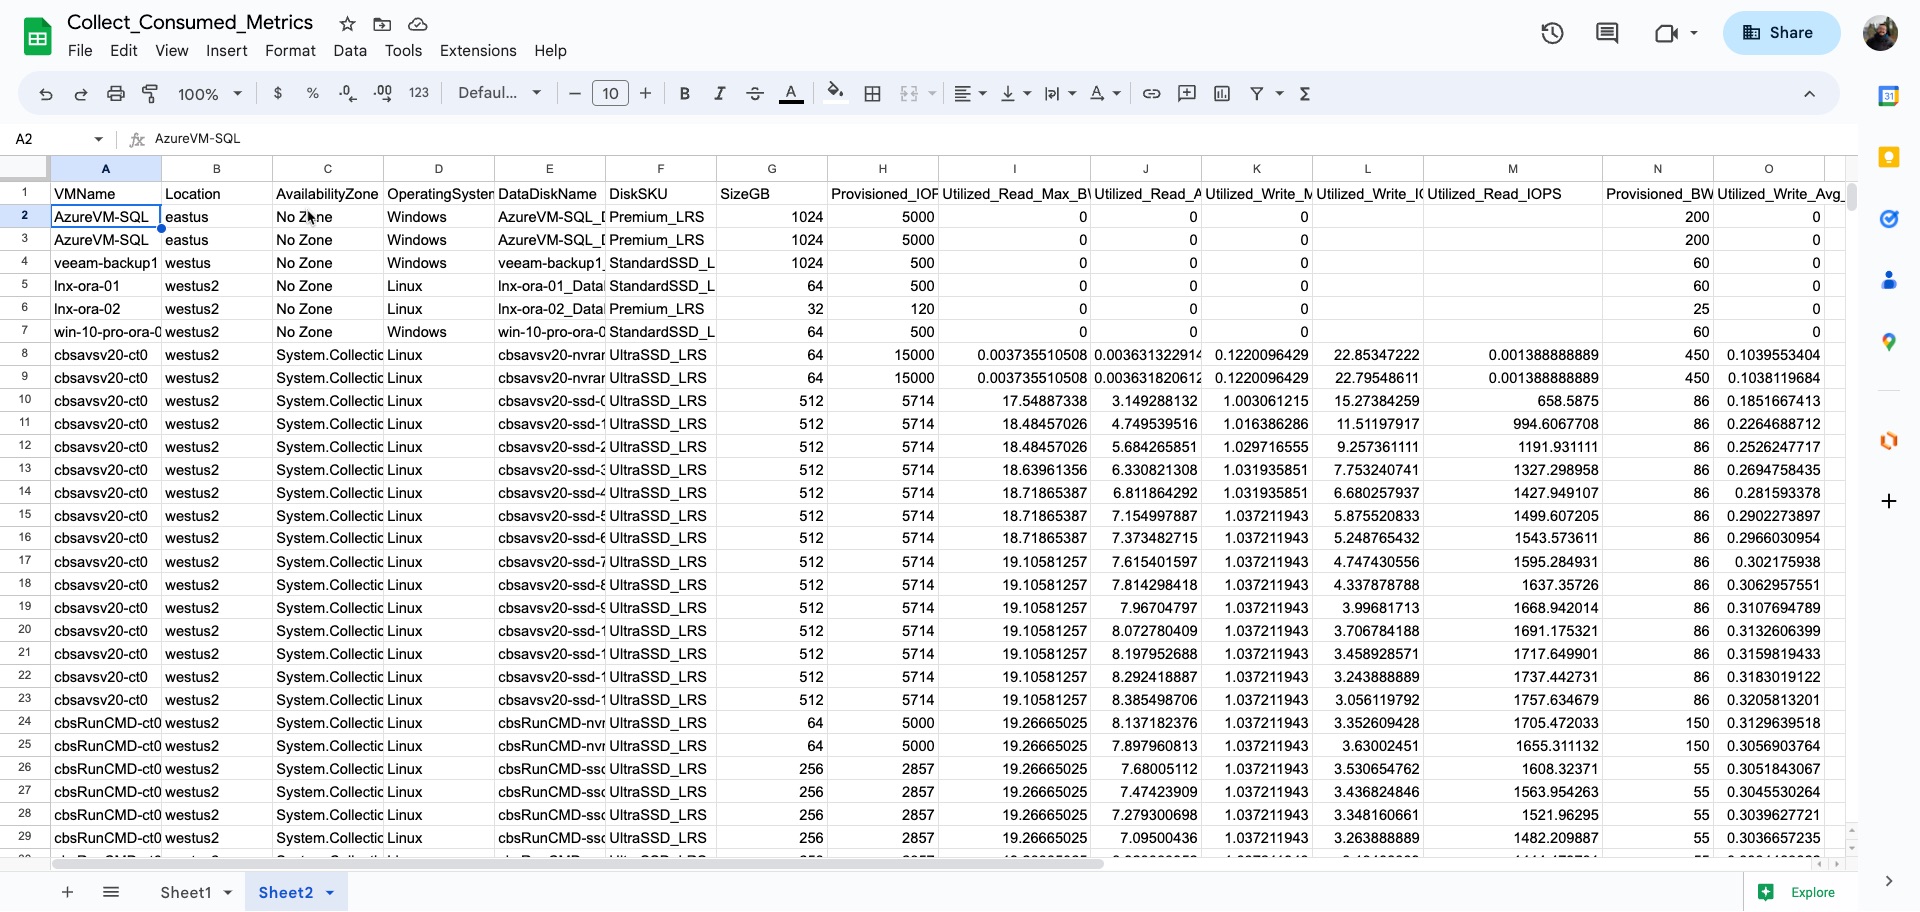 Collect_Consumed_Metrics
File Edit View Insert Format Data Tools Extensions Help
Share
100% $ % .0 .00 123 Defaul... 10 B I S A
A2 fx AzureVM-SQL
A B C D E F G H I J K L M N O
1 VMName Location AvailabilityZone OperatingSystem DataDiskName DiskSKU SizeGB Provisioned_IOP Utilized_Read_Max_B Utilized_Read_A Utilized_Write_M Utilized_Write_IO Utilized_Read_IOPS Provisioned_BW Utilized_Write_Avg_
2 AzureVM-SQL eastus No Zone Windows AzureVM-SQL_D Premium_LRS 1024 5000 0 0 0 200 0
3 AzureVM-SQL eastus No Zone Windows AzureVM-SQL_D Premium_LRS 1024 5000 0 0 0 200 0
4 veeam-backup1 westus No Zone Windows veeam-backup1_ StandardSSD_L 1024 500 0 0 0 60 0
5 lnx-ora-01 westus2 No Zone Linux lnx-ora-01_Data StandardSSD_L 64 500 0 0 0 60 0
6 lnx-ora-02 westus2 No Zone Linux lnx-ora-02_Data Premium_LRS 32 120 0 0 0 25 0
7 win-10-pro-ora-0 westus2 No Zone Windows win-10-pro-ora-0 StandardSSD_L 64 500 0 0 0 60 0
8 cbsavsv20-ct0 westus2 System.Collectic Linux cbsavsv20-nvrar UltraSSD_LRS 64 15000 0.003735510508 0.003631322914 0.1220096429 22.85347222 0.001388888889 450 0.1039553404
9 cbsavsv20-ct0 westus2 System.Collectic Linux cbsavsv20-nvrar UltraSSD_LRS 64 15000 0.003735510508 0.003631820612 0.1220096429 22.79548611 0.001388888889 450 0.1038119684
10 cbsavsv20-ct0 westus2 System.Collectic Linux cbsavsv20-ssd-0 UltraSSD_LRS 512 5714 17.54887338 3.149288132 1.003061215 15.27384259 658.5875 86 0.1851667413
11 cbsavsv20-ct0 westus2 System.Collectic Linux cbsavsv20-ssd-1 UltraSSD_LRS 512 5714 18.48457026 4.749539516 1.016386286 11.51197917 994.6067708 86 0.2264688712
12 cbsavsv20-ct0 westus2 System.Collectic Linux cbsavsv20-ssd-2 UltraSSD_LRS 512 5714 18.48457026 5.684265851 1.029716555 9.257361111 1191.931111 86 0.2526247717
13 cbsavsv20-ct0 westus2 System.Collectic Linux cbsavsv20-ssd-3 UltraSSD_LRS 512 5714 18.63961356 6.330821308 1.031935851 7.753240741 1327.298958 86 0.2694758435
14 cbsavsv20-ct0 westus2 System.Collectic Linux cbsavsv20-ssd-4 UltraSSD_LRS 512 5714 18.71865387 6.811864292 1.031935851 6.680257937 1427.949107 86 0.281593378
15 cbsavsv20-ct0 westus2 System.Collectic Linux cbsavsv20-ssd-5 UltraSSD_LRS 512 5714 18.71865387 7.154997887 1.037211943 5.875520833 1499.607205 86 0.2902273897
16 cbsavsv20-ct0 westus2 System.Collectic Linux cbsavsv20-ssd-6 UltraSSD_LRS 512 5714 18.71865387 7.373482715 1.037211943 5.248765432 1543.573611 86 0.2966030954
17 cbsavsv20-ct0 westus2 System.Collectic Linux cbsavsv20-ssd-7 UltraSSD_LRS 512 5714 19.10581257 7.615401597 1.037211943 4.747430556 1595.284931 86 0.302175938
18 cbsavsv20-ct0 westus2 System.Collectic Linux cbsavsv20-ssd-8 UltraSSD_LRS 512 5714 19.10581257 7.814298418 1.037211943 4.337878788 1637.35726 86 0.3062957551
19 cbsavsv20-ct0 westus2 System.Collectic Linux cbsavsv20-ssd-9 UltraSSD_LRS 512 5714 19.10581257 7.96704797 1.037211943 3.99681713 1668.942014 86 0.3107694789
20 cbsavsv20-ct0 westus2 System.Collectic Linux cbsavsv20-ssd-1 UltraSSD_LRS 512 5714 19.10581257 8.072780409 1.037211943 3.706784188 1691.175321 86 0.3132606399
21 cbsavsv20-ct0 westus2 System.Collectic Linux cbsavsv20-ssd-1 UltraSSD_LRS 512 5714 19.10581257 8.197952688 1.037211943 3.458928571 1717.649901 86 0.3159819433
22 cbsavsv20-ct0 westus2 System.Collectic Linux cbsavsv20-ssd-1 UltraSSD_LRS 512 5714 19.10581257 8.292418887 1.037211943 3.243888889 1737.442731 86 0.3183019122
23 cbsavsv20-ct0 westus2 System.Collectic Linux cbsavsv20-ssd-1 UltraSSD_LRS 512 5714 19.10581257 8.385498706 1.037211943 3.056119792 1757.634679 86 0.3205813201
24 cbsRunCMD-ct0 westus2 System.Collectic Linux cbsRunCMD-nvr UltraSSD_LRS 64 5000 19.26665025 8.137182376 1.037211943 3.352609428 1705.472033 150 0.3129639518
25 cbsRunCMD-ct0 westus2 System.Collectic Linux cbsRunCMD-nvr UltraSSD_LRS 64 5000 19.26665025 7.897960813 1.037211943 3.63002451 1655.311132 150 0.3056903764
26 cbsRunCMD-ct0 westus2 System.Collectic Linux cbsRunCMD-ssd UltraSSD_LRS 256 2857 19.26665025 7.68005112 1.037211943 3.530654762 1608.32371 55 0.3051843067
27 cbsRunCMD-ct0 westus2 System.Collectic Linux cbsRunCMD-ssd UltraSSD_LRS 256 2857 19.26665025 7.47423909 1.037211943 3.436824846 1563.954263 55 0.3045530264
28 cbsRunCMD-ct0 westus2 System.Collectic Linux cbsRunCMD-ssd UltraSSD_LRS 256 2857 19.26665025 7.279300698 1.037211943 3.348160661 1521.96295 55 0.3039627721
29 cbsRunCMD-ct0 westus2 System.Collectic Linux cbsRunCMD-ssd UltraSSD_LRS 256 2857 19.26665025 7.09500436 1.037211943 3.263888889 1482.209887 55 0.3036657235
Sheet1 Sheet2 Explore